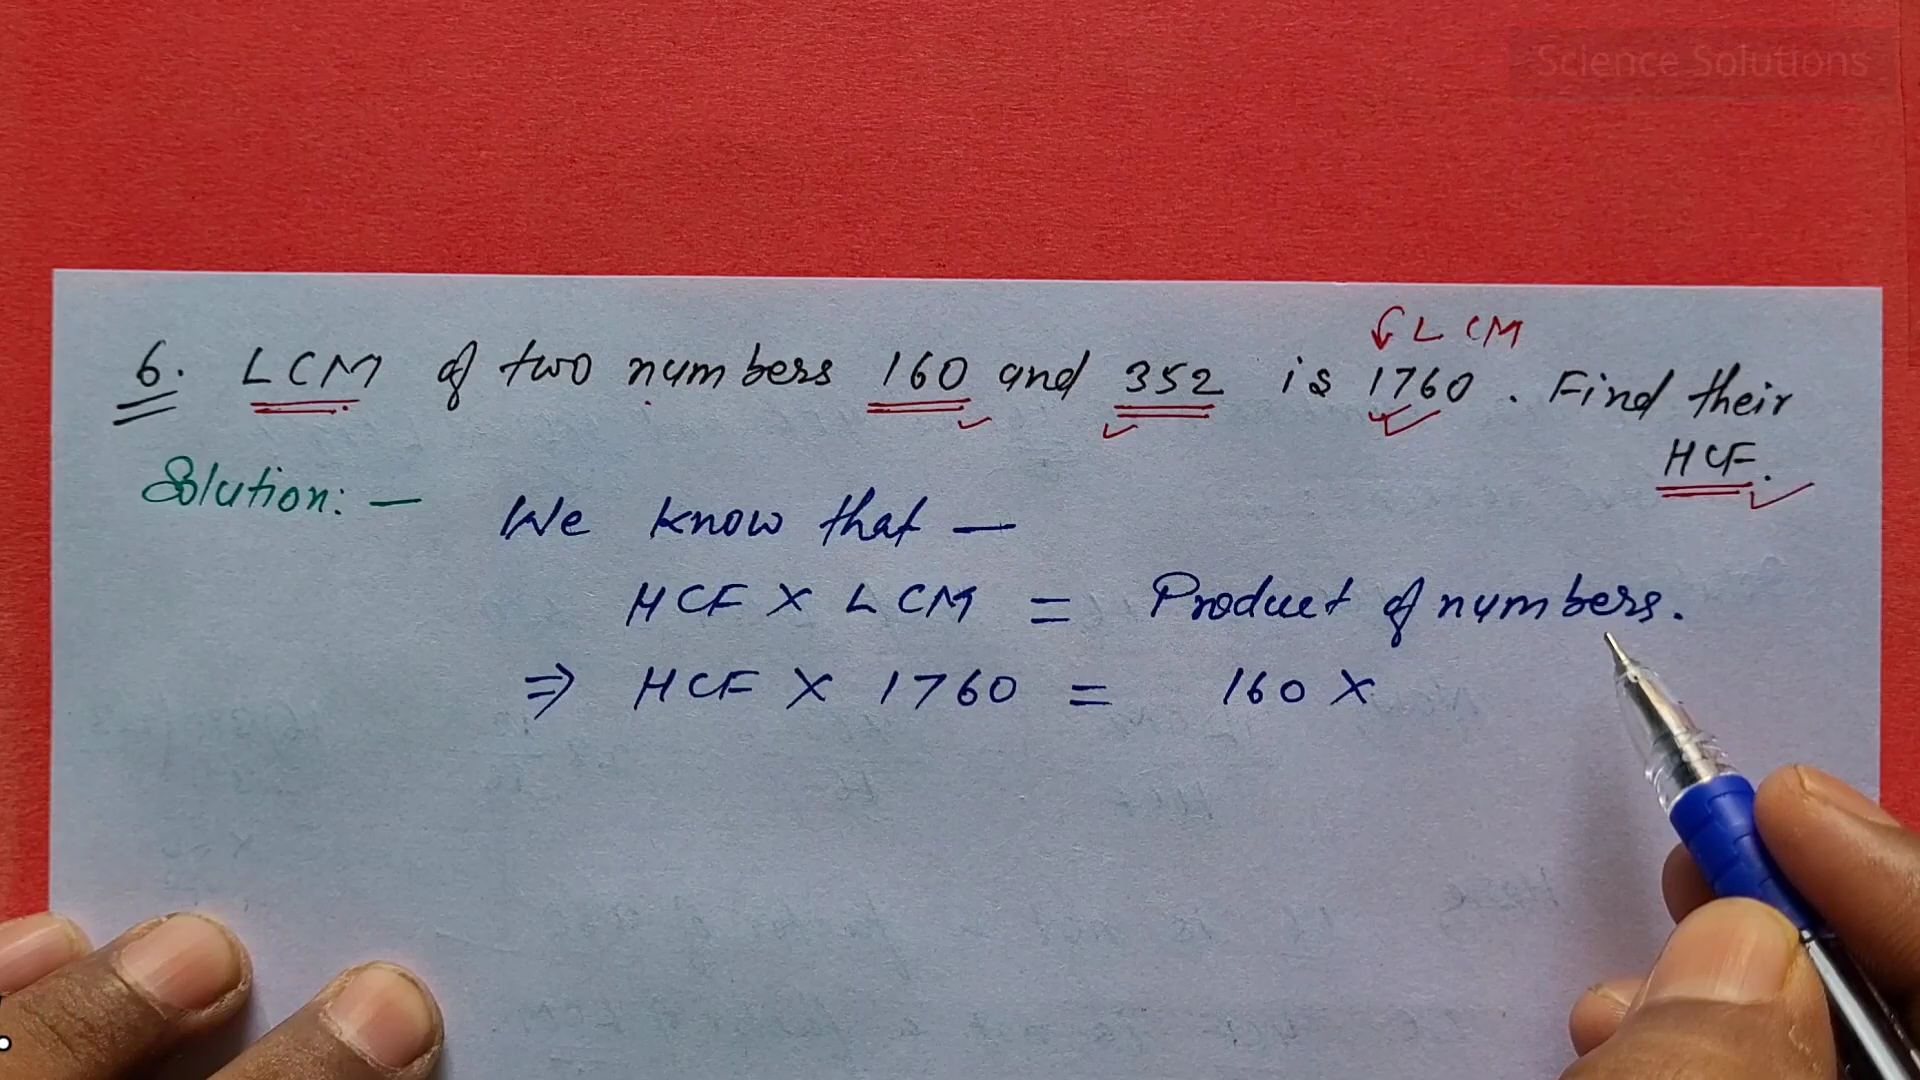 Science Solutions
LCM
6. LCM of two numbers 160 and 352 is 1760. Find their
HCF.
Solution:- We know that —
HCF × LCM = Product of numbers.
⇒ HCF × 1760 = 160 ×